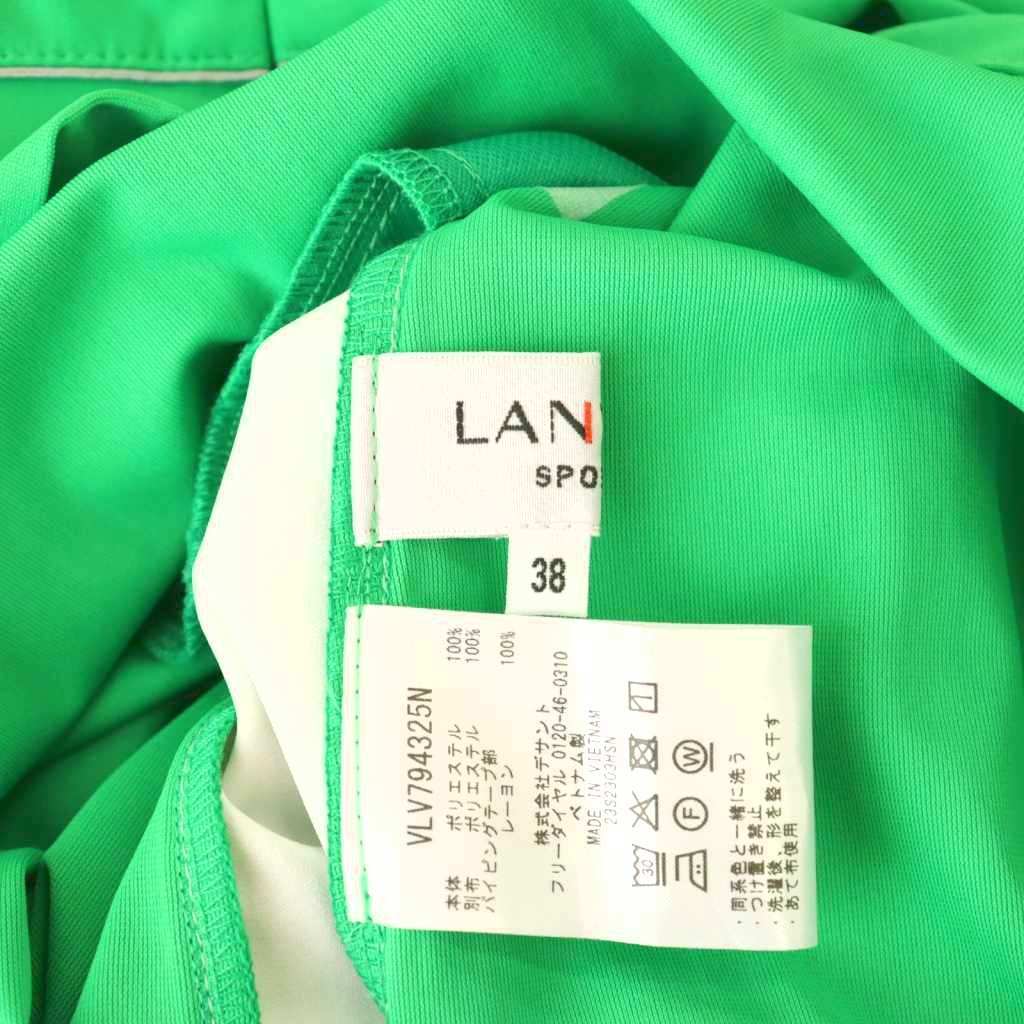 LAN
SPO
38
VLV794325N
本体 ポリエステル 100%
別布 ポリエステル 100%
パイピングテープ部
レーヨン 100%
株式会社デサント
フリーダイヤル 0120-46-0310
ベトナム製
MADE IN VIETNAM
23S2303HSN
30
F W
・同系色と一緒に洗う
・つけ置き禁止
・洗濯後、形を整えて干す
・あて布使用